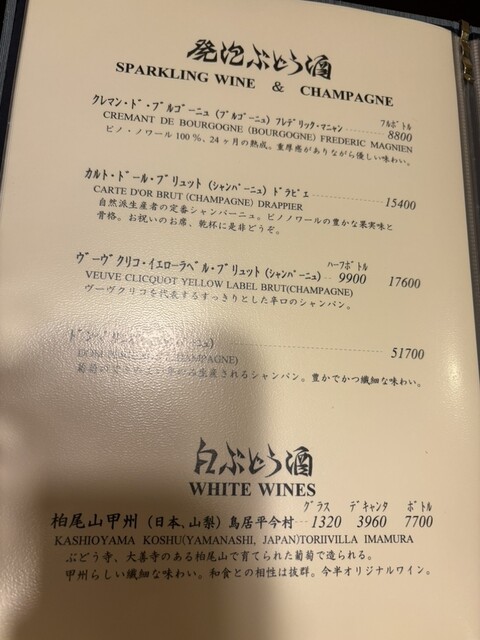 発泡ぶどう酒
SPARKLING WINE & CHAMPAGNE
フルボトル
クレマン・ド・ブルゴーニュ (ブルゴーニュ) フレデリック・マニャン 8800
CREMANT DE BOURGOGNE (BOURGOGNE) FREDERIC MAGNIEN
ピノ・ノワール100%、24ヶ月の熟成。重厚感がありながら優しい味わい。
カルト・ドール・ブリュット (シャンパーニュ) ドラピエ 15400
CARTE D'OR BRUT (CHAMPAGNE) DRAPPIER
自然派生産者の定番シャンパーニュ。ピノノワールの豊かな果実味と
骨格。お祝いのお席、乾杯に是非どうぞ。
ハーフボトル
ヴーヴクリコ・イエローラベル・ブリュット (シャンパーニュ) 9900 17600
VEUVE CLICQUOT YELLOW LABEL BRUT(CHAMPAGNE)
ヴーヴクリコを代表するすっきりとした辛口のシャンパン。
51700
DOM CHAMPAGNE)
葡萄の 生産されるシャンパン。豊かでかつ繊細な味わい。
白ぶどう酒
WHITE WINES
グラス デキャンタ ボトル
柏尾山甲州 (日本、山梨) 鳥居平今村 1320 3960 7700
KASHIOYAMA KOSHU(YAMANASHI, JAPAN)TORIIVILLA IMAMURA
ぶどう寺、大善寺のある柏尾山で育てられた葡萄で造られる。
甲州らしい繊細な味わい。和食との相性は抜群。今半オリジナルワイン。